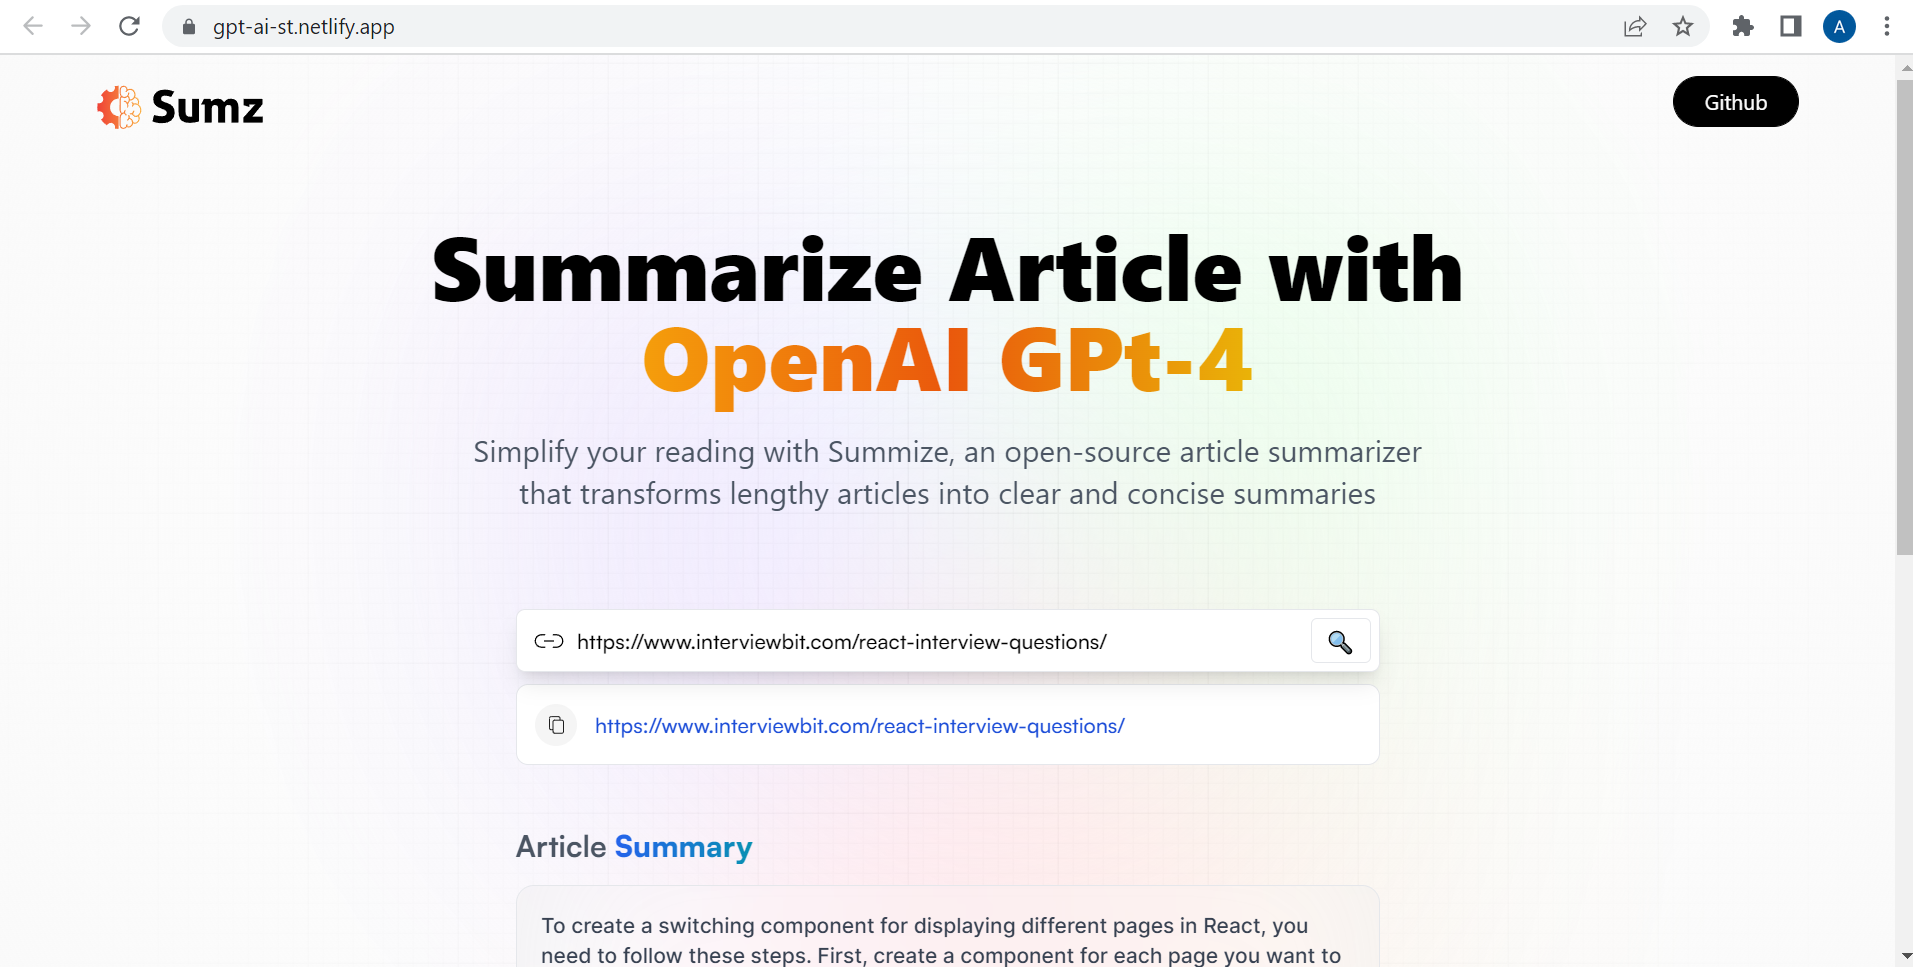 gpt-ai-st.netlify.app
A
Sumz
Github
Summarize Article with
OpenAI GPt-4
Simplify your reading with Summize, an open-source article summarizer
that transforms lengthy articles into clear and concise summaries
https://www.interviewbit.com/react-interview-questions/
https://www.interviewbit.com/react-interview-questions/
Article Summary
To create a switching component for displaying different pages in React, you
need to follow these steps. First, create a component for each page you want to